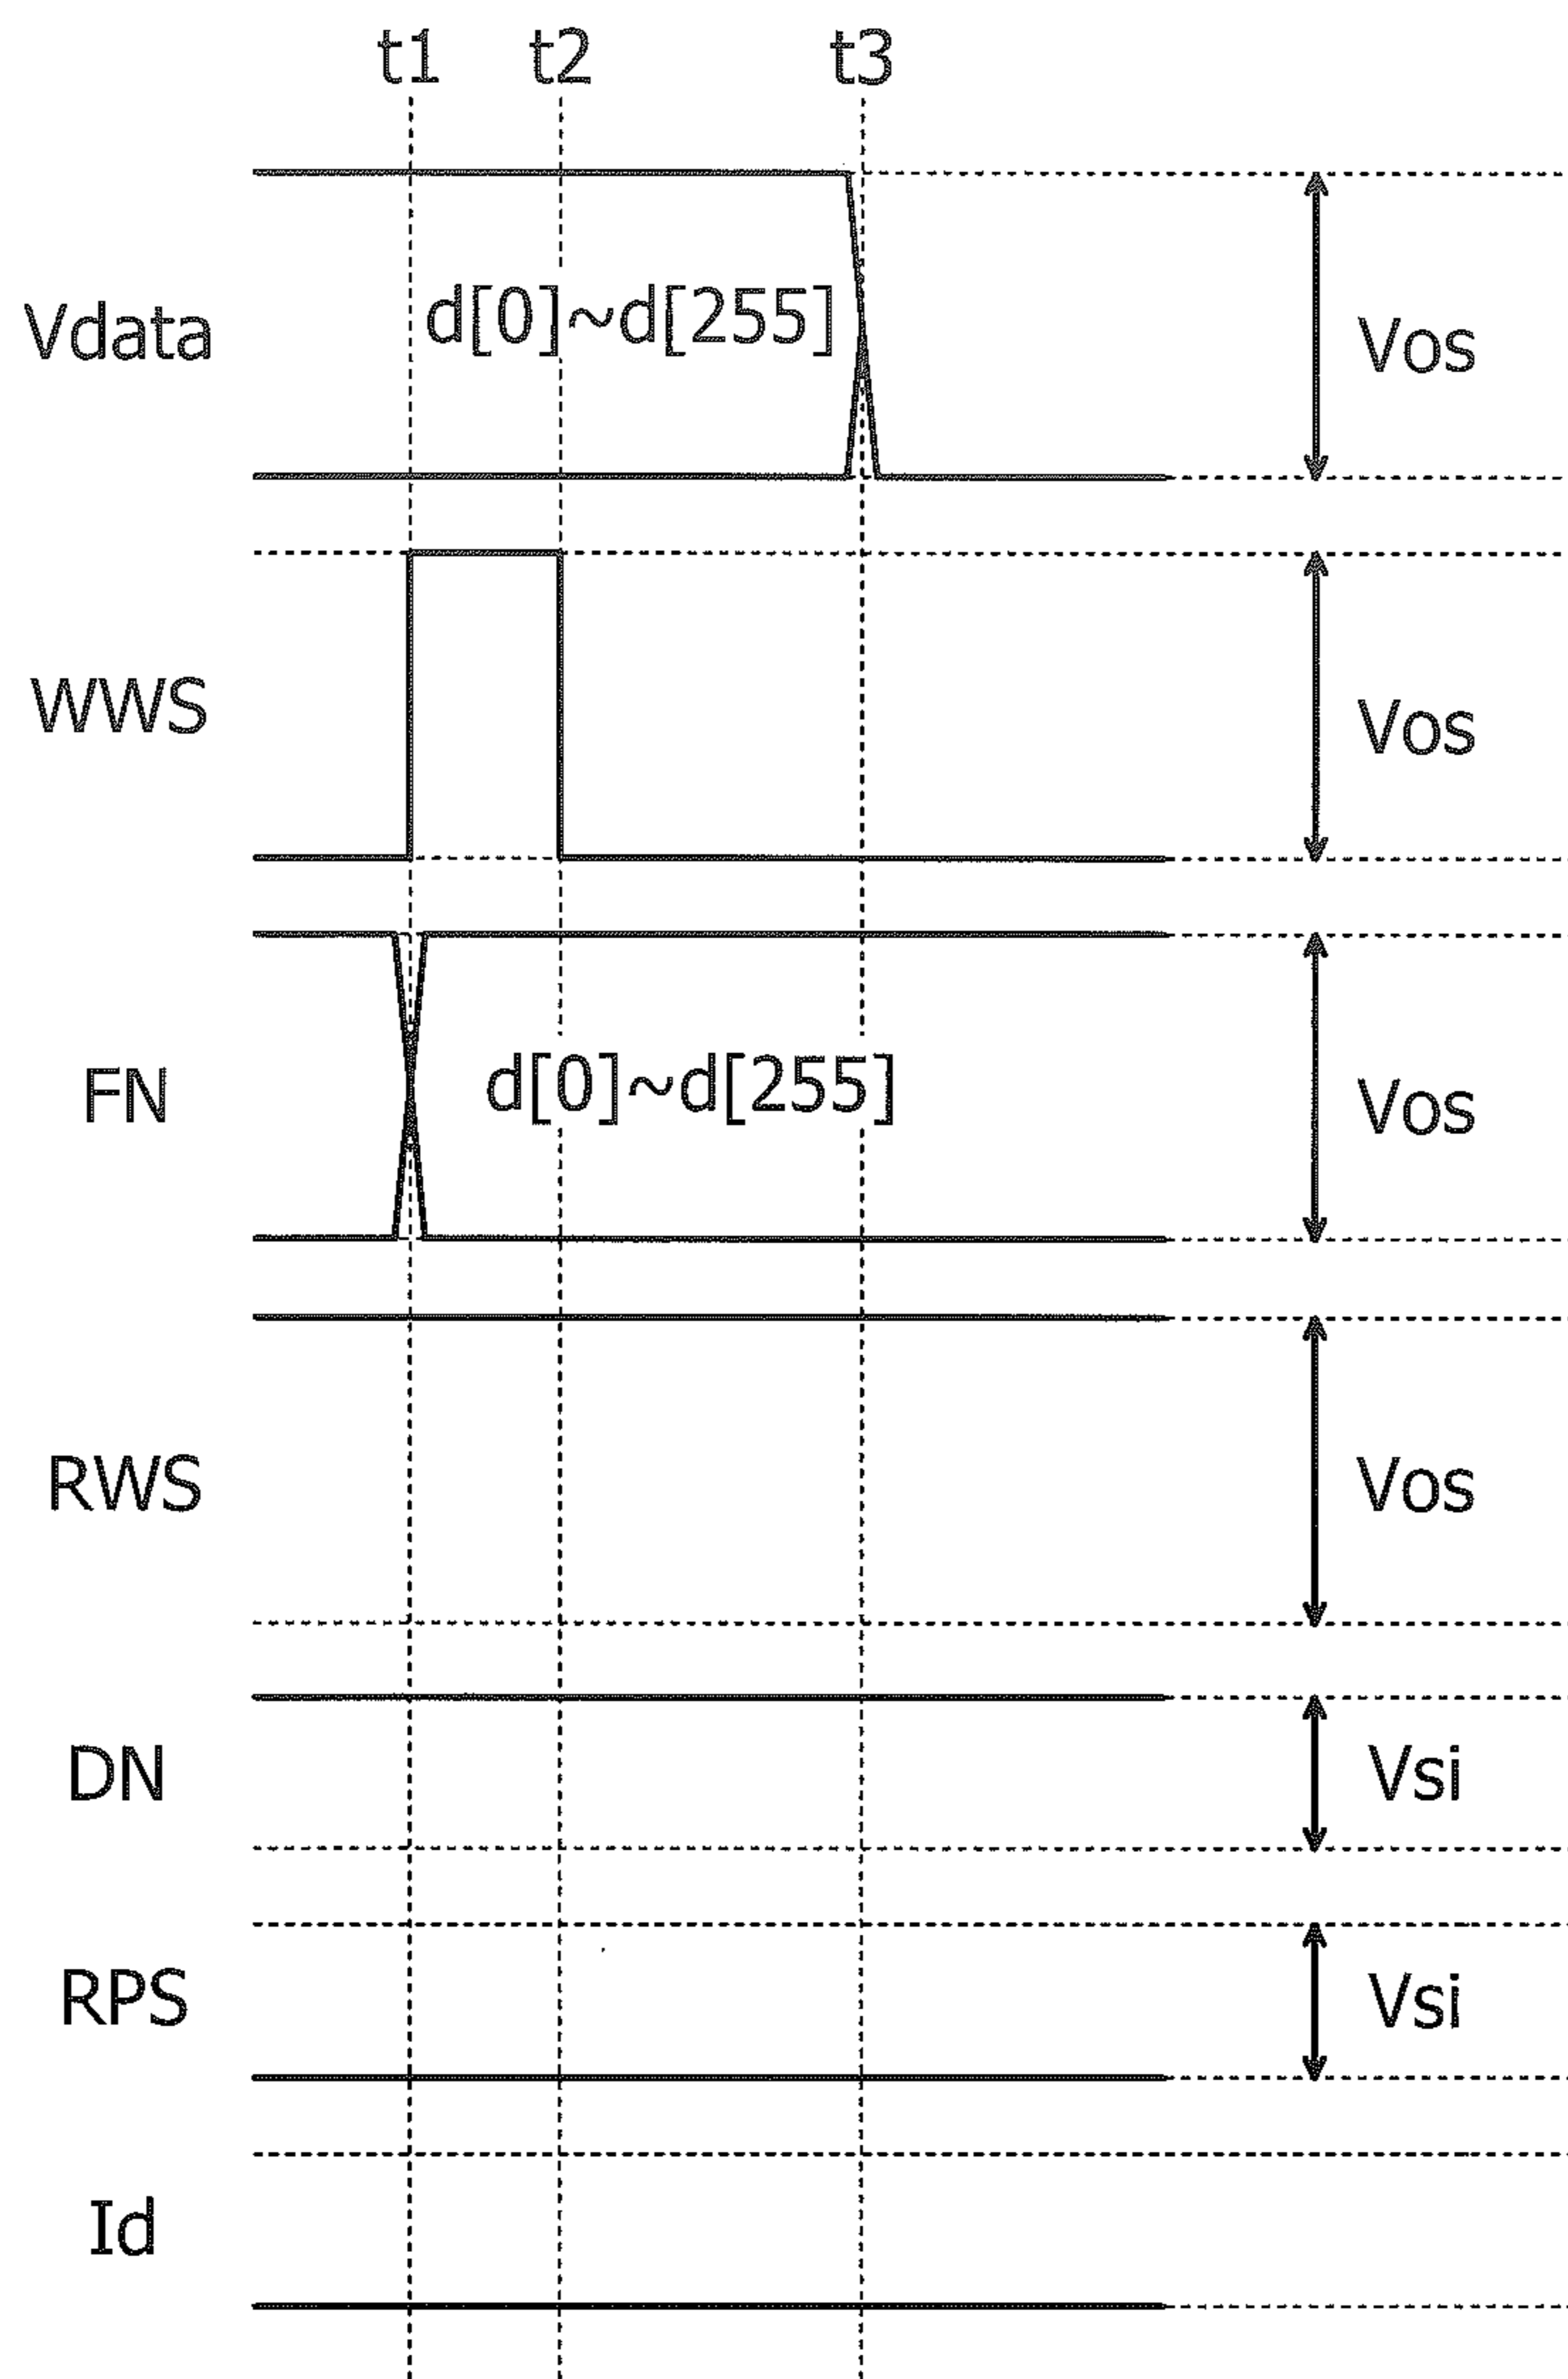 t1 t2 t3
Vdata d[0]~d[255] Vos
WWS Vos
FN d[0]~d[255] Vos
RWS Vos
DN Vsi
RPS Vsi
Id